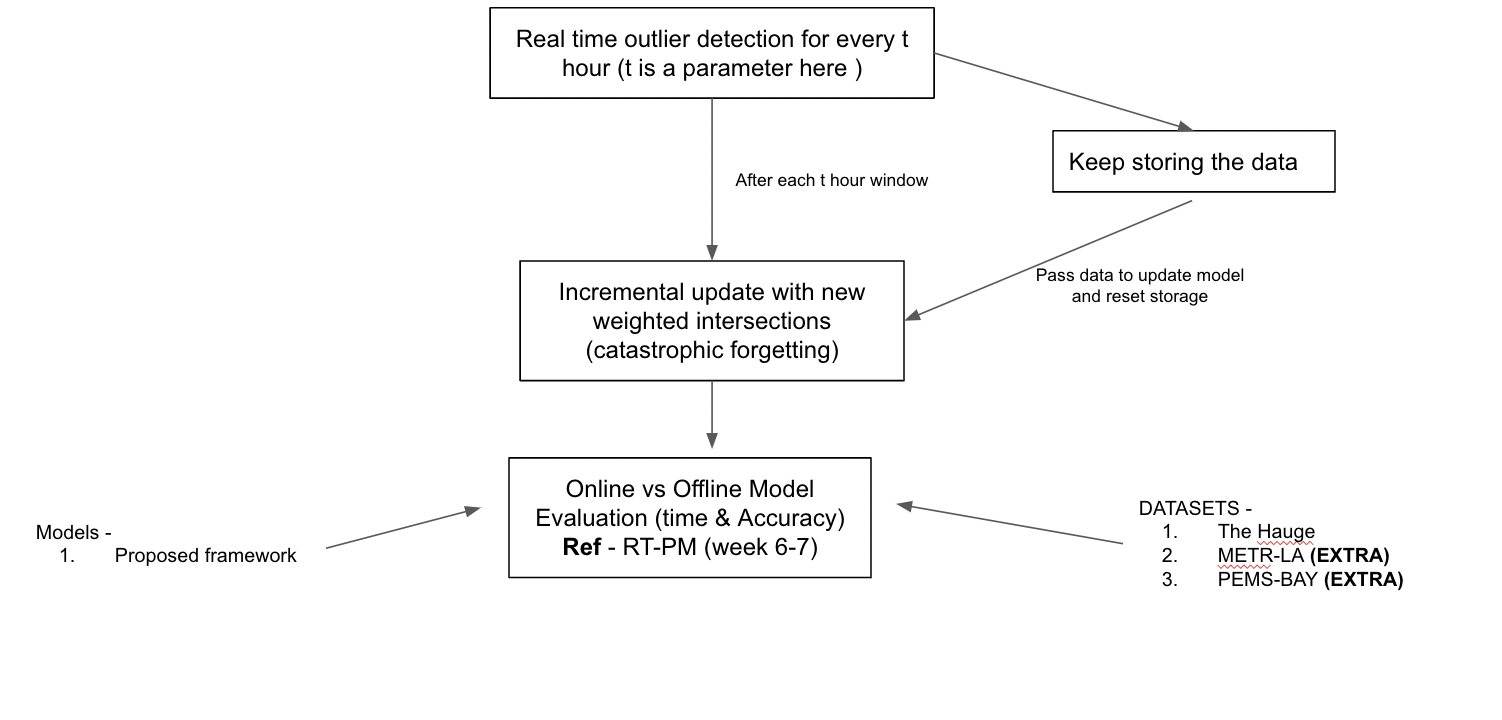 Real time outlier detection for every t
hour (t is a parameter here )
Keep storing the data
After each t hour window
Pass data to update model
and reset storage
Incremental update with new
weighted intersections
(catastrophic forgetting)
Online vs Offline Model
Evaluation (time & Accuracy)
Ref - RT-PM (week 6-7)
Models -
1. Proposed framework
DATASETS -
1. The Hauge
2. METR-LA (EXTRA)
3. PEMS-BAY (EXTRA)